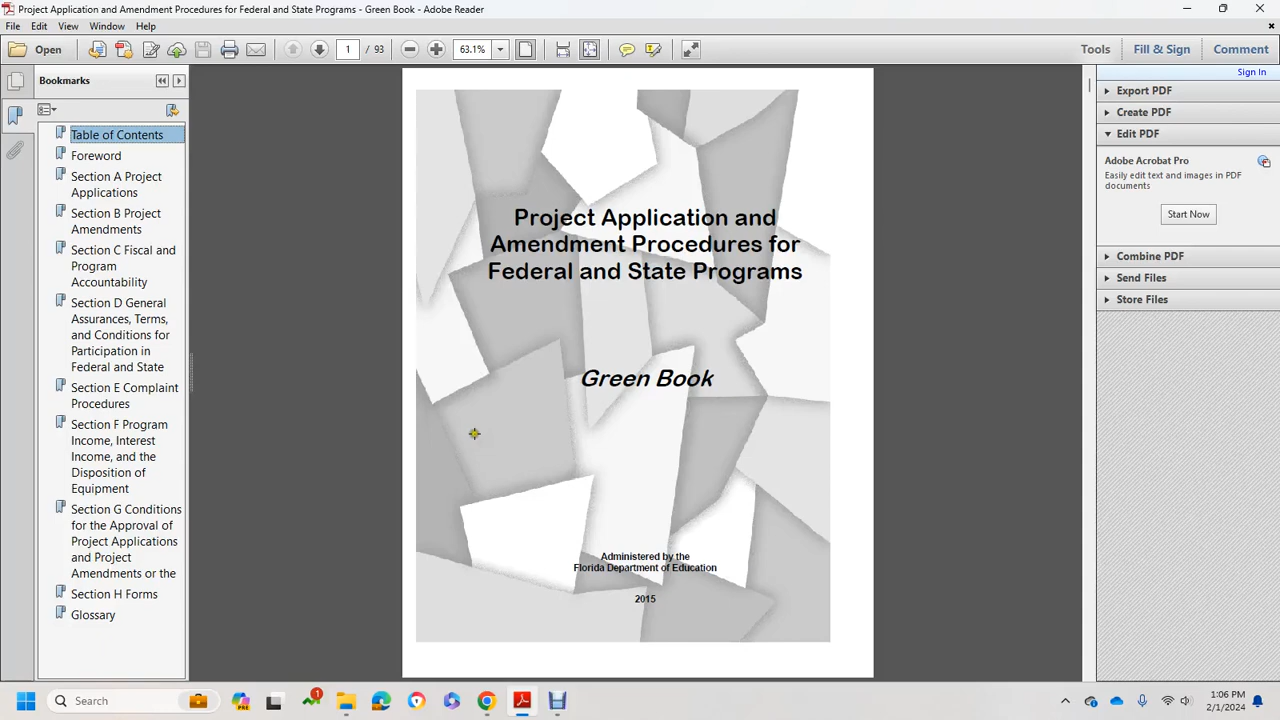 Project Application and Amendment Procedures for Federal and State Programs - Green Book - Adobe Reader
File Edit View Window Help
Open 1 / 93 63.1% Tools Fill & Sign Comment
Sign In
Bookmarks
Table of Contents
Foreword
Section A Project
Applications
Section B Project
Amendments
Section C Fiscal and
Program
Accountability
Section D General
Assurances, Terms,
and Conditions for
Participation in
Federal and State
Section E Complaint
Procedures
Section F Program
Income, Interest
Income, and the
Disposition of
Equipment
Section G Conditions
for the Approval of
Project Applications
and Project
Amendments or the
Section H Forms
Glossary
Project Application and
Amendment Procedures for
Federal and State Programs
Green Book
Administered by the
Florida Department of Education
2015
Export PDF
Create PDF
Edit PDF
Adobe Acrobat Pro
Easily edit text and images in PDF
documents
Start Now
Combine PDF
Send Files
Store Files
Search
PRE
1
1:06 PM
2/1/2024